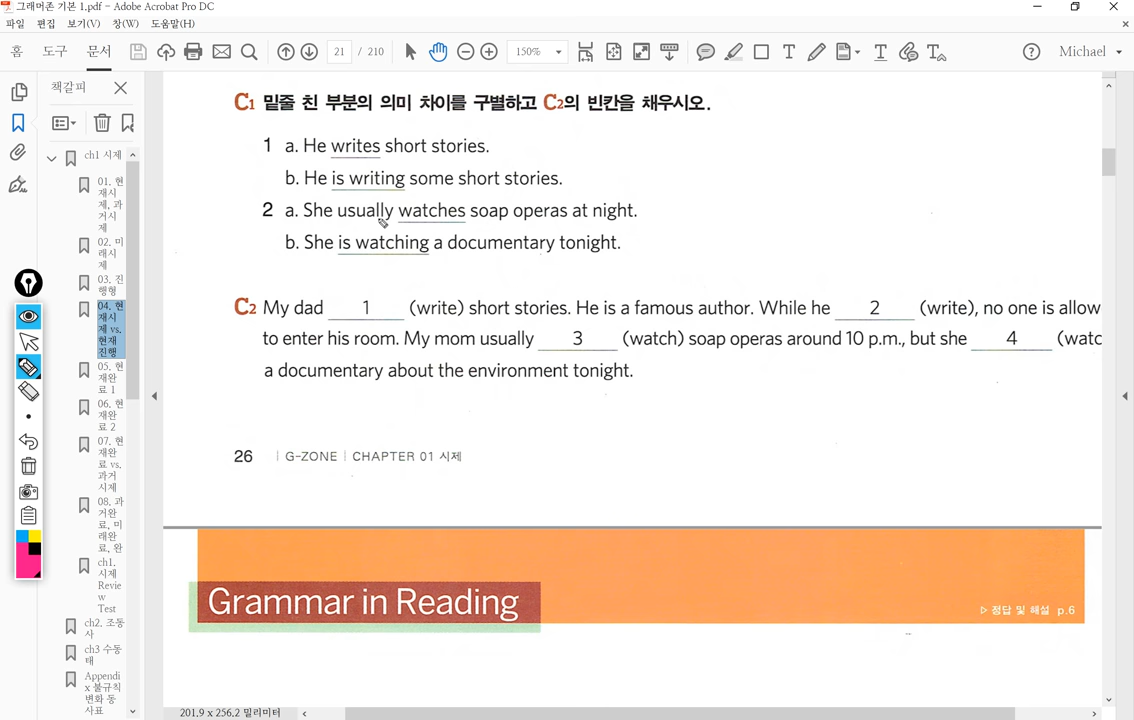 그래머존 기본 1.pdf - Adobe Acrobat Pro DC
파일 편집 보기(V) 창(W) 도움말(H)
홈 도구 문서 21 / 210 150% Michael
책갈피
ch1 시제
01. 현재시제, 과거시제
02. 미래시제
03. 진행형
04. 현재시제 vs. 현재진행
05. 현재완료 1
06. 현재완료 2
07. 현재완료 vs. 과거시제
08. 과거완료, 미래완료, 완
ch1. 시제 Review Test
ch2. 조동사
ch3 수동태
Appendix 불규칙 변화 동사표
C1 밑줄 친 부분의 의미 차이를 구별하고 C2의 빈칸을 채우시오.
1 a. He writes short stories.
b. He is writing some short stories.
2 a. She usually watches soap operas at night.
b. She is watching a documentary tonight.
C2 My dad 1 (write) short stories. He is a famous author. While he 2 (write), no one is allow
to enter his room. My mom usually 3 (watch) soap operas around 10 p.m., but she 4 (watc
a documentary about the environment tonight.
26 | G-ZONE | CHAPTER 01 시제
Grammar in Reading
▷ 정답 및 해설 p.6
201.9 x 256.2 밀리미터